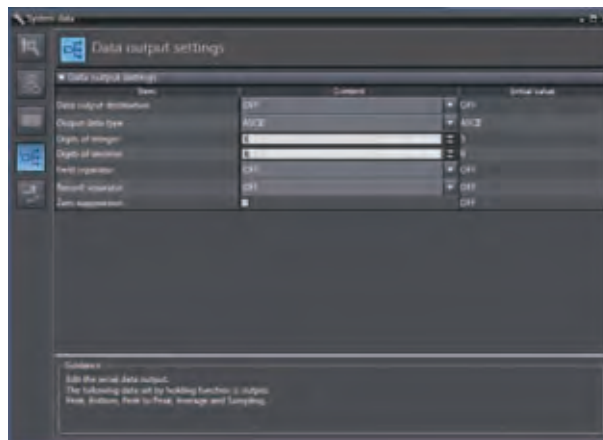 System data
Data output settings
▼ Data output settings
Item Content Initial value
Data output destination OFF OFF
Output data type ASCII ASCII
Digits of integer
Digits of decimal
Field separator OFF OFF
Record separator OFF OFF
Zero suppression OFF
Guidance
Edit the serial data output.
The following data set by holding function is output.
Peak, Bottom, Peak to Peak, Average and Sampling.